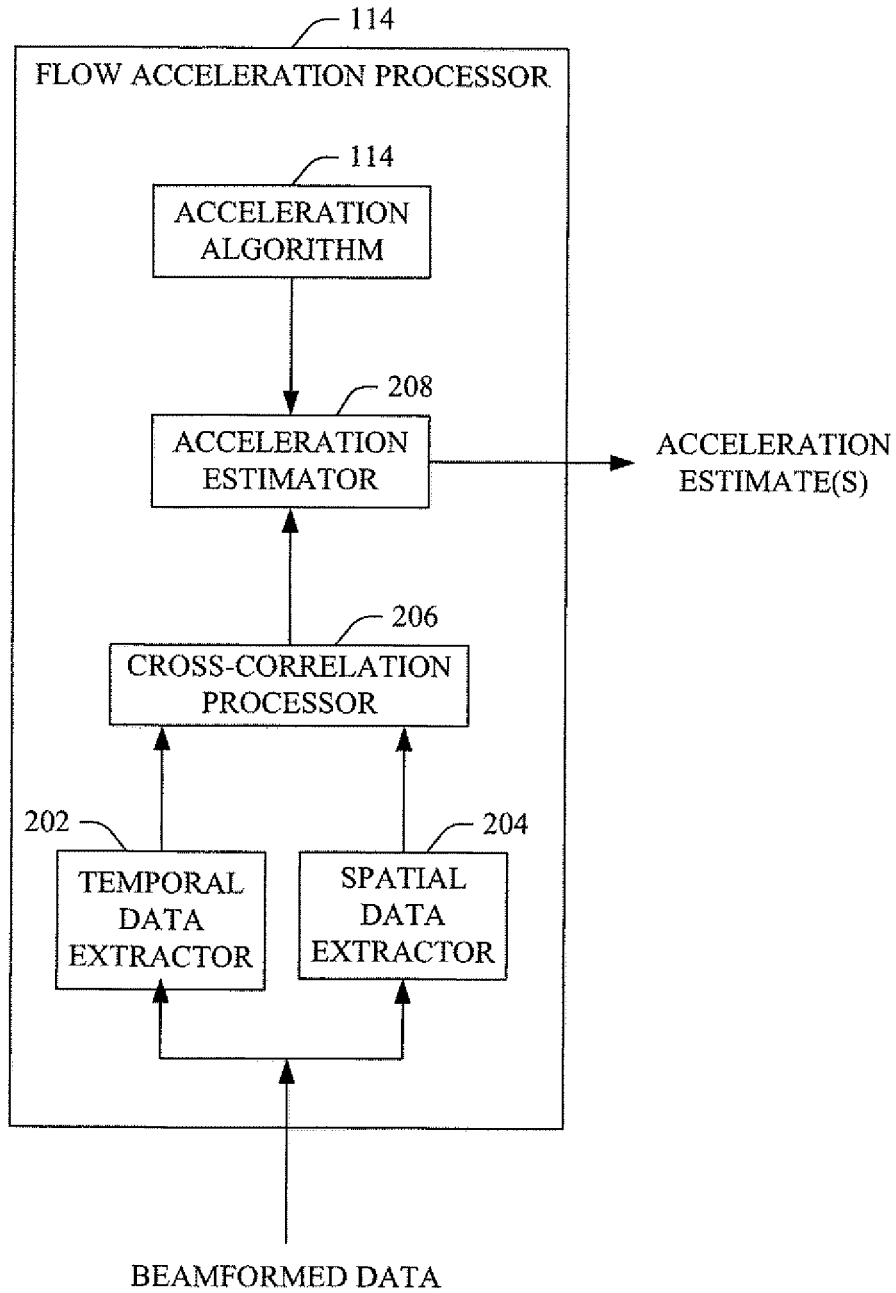 114
FLOW ACCELERATION PROCESSOR
114
ACCELERATION
ALGORITHM
208
ACCELERATION
ESTIMATOR
ACCELERATION
ESTIMATE(S)
206
CROSS-CORRELATION
PROCESSOR
202
TEMPORAL
DATA
EXTRACTOR
204
SPATIAL
DATA
EXTRACTOR
BEAMFORMED DATA